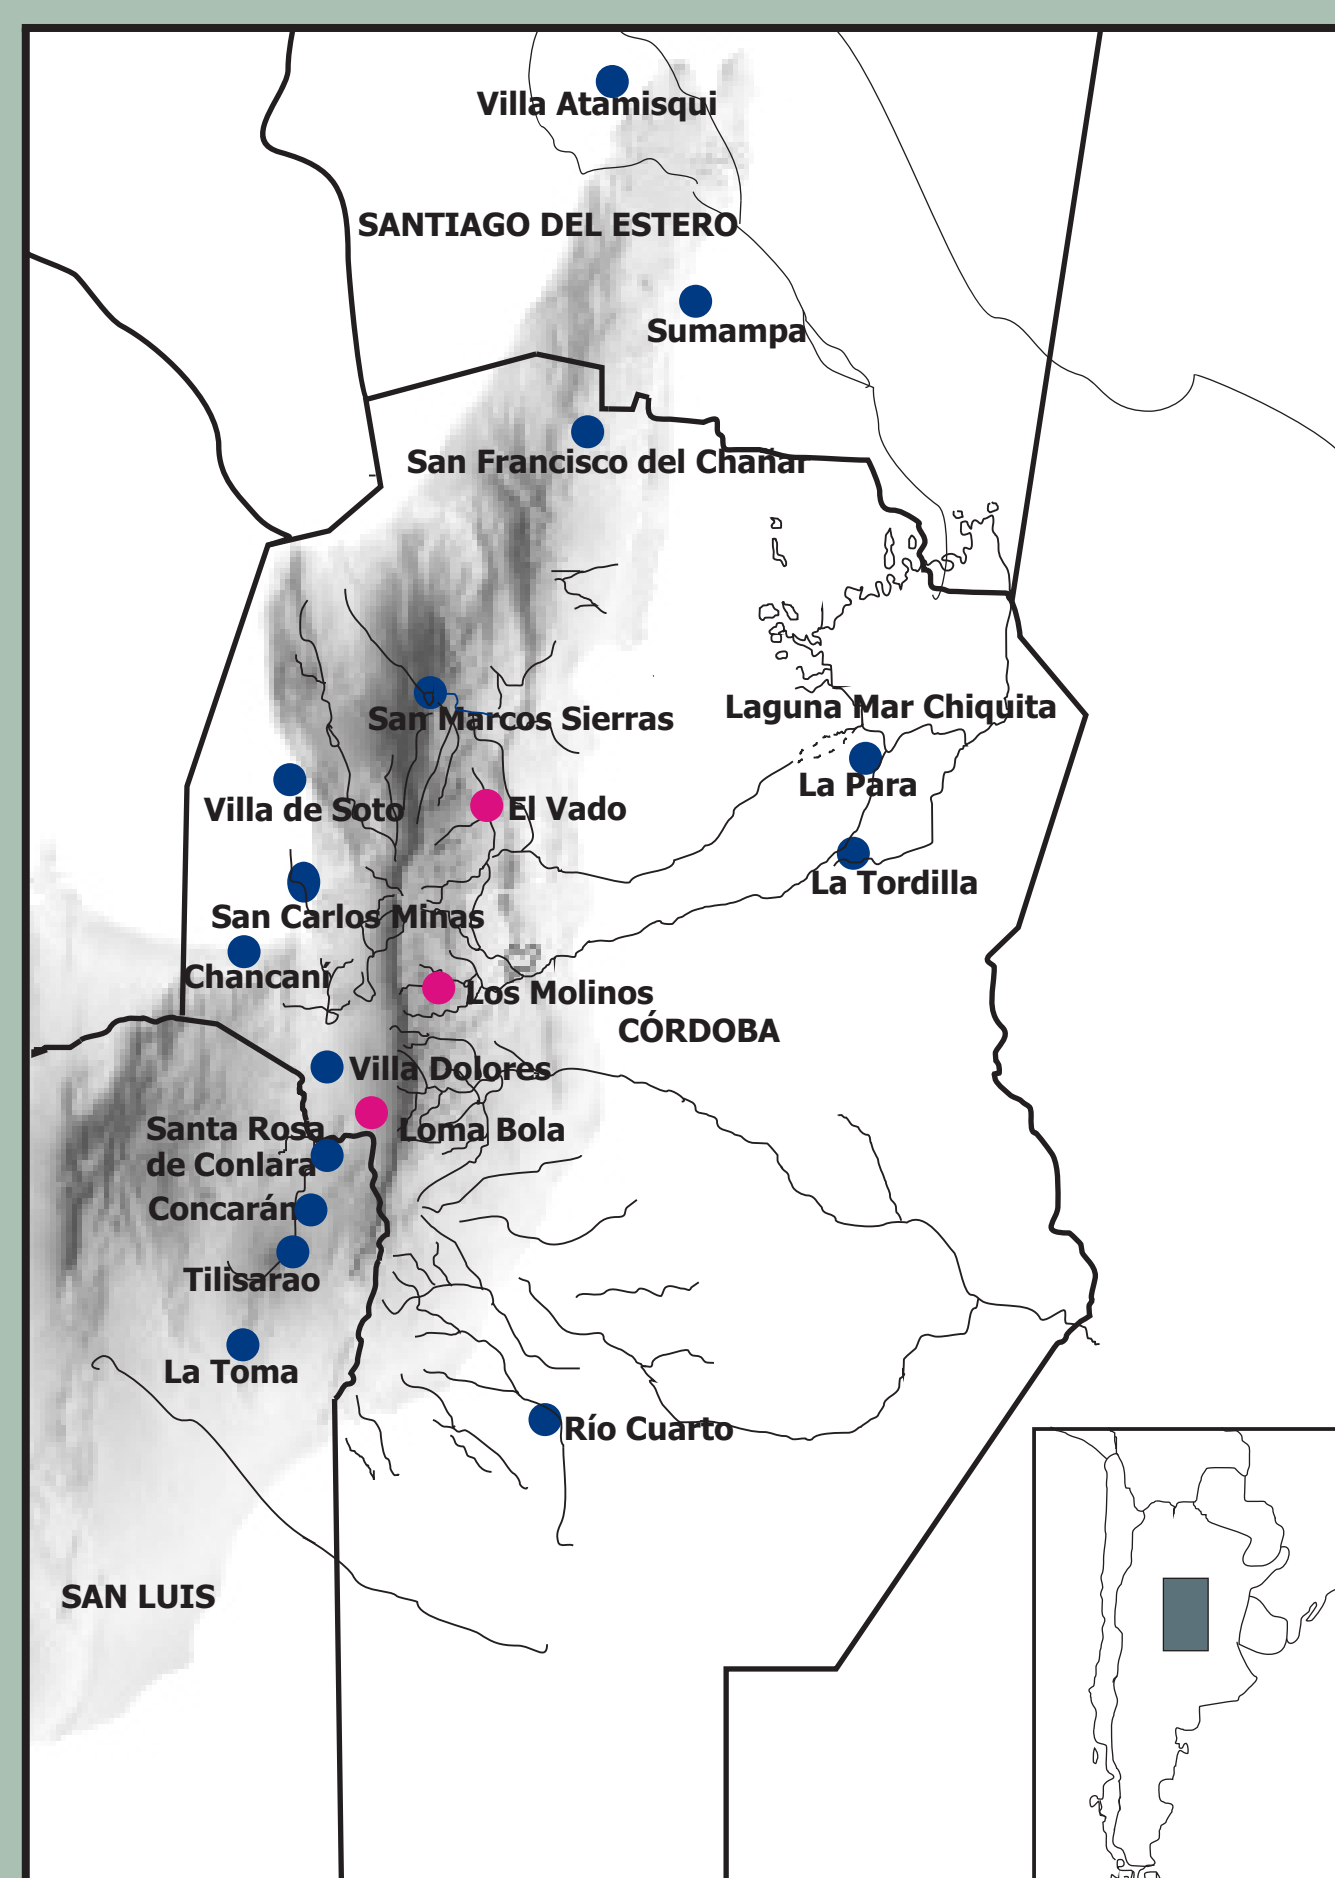 Villa Atamisqui
SANTIAGO DEL ESTERO
Sumampa
San Francisco del Chañar
Laguna Mar Chiquita
San Marcos Sierras
La Para
Villa de Soto
El Vado
La Tordilla
San Carlos Minas
Chancaní
Los Molinos
CÓRDOBA
Villa Dolores
Santa Rosa
de Conlara
Loma Bola
Concarán
Tilisarao
La Toma
Río Cuarto
SAN LUIS